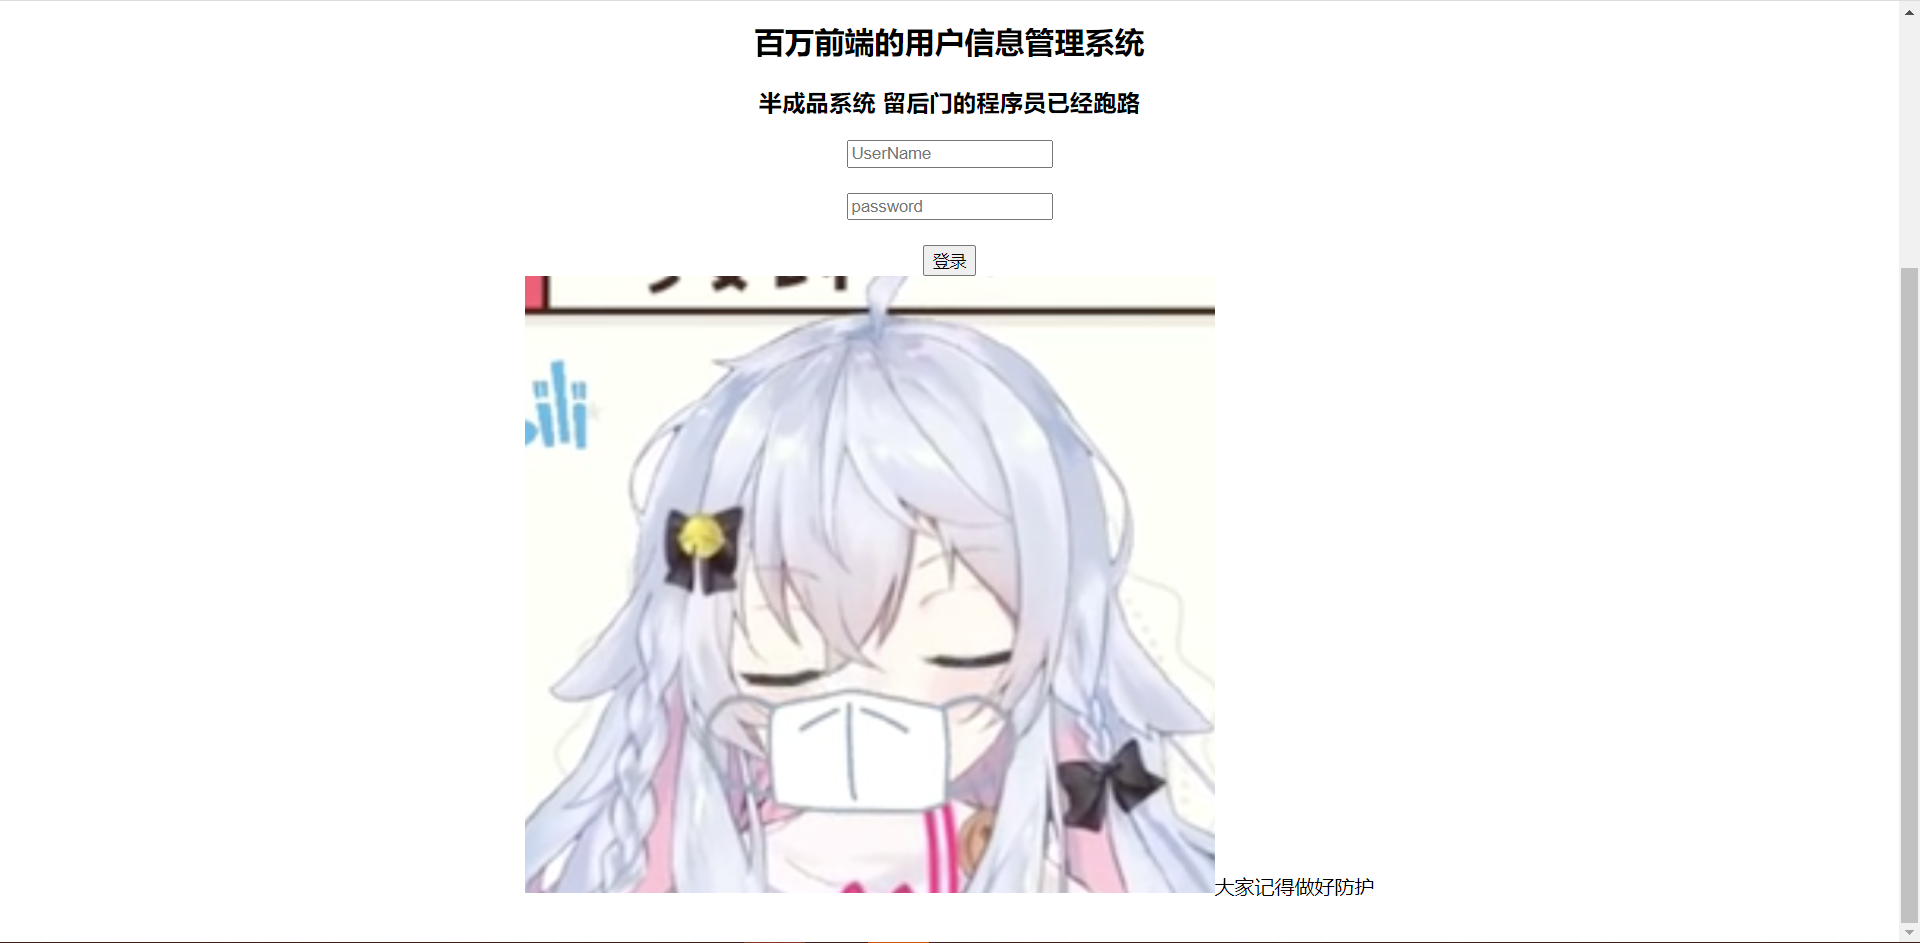 百万前端的用户信息管理系统
半成品系统 留后门的程序员已经跑路
UserName
password
登录
大家记得做好防护